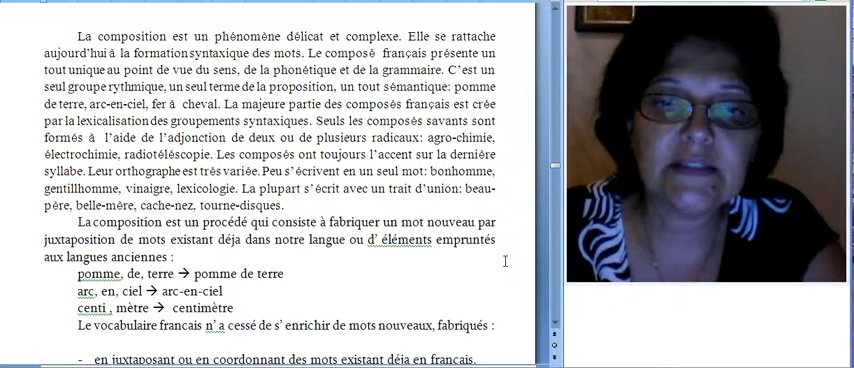 La composition est un phénomène délicat et complexe. Elle se rattache
aujourd'hui à la formation syntaxique des mots. Le composé français présente un
tout unique au point de vue du sens, de la phonétique et de la grammaire. C'est un
seul groupe rythmique, un seul terme de la proposition, un tout sémantique: pomme
de terre, arc-en-ciel, fer à cheval. La majeure partie des composés français est crée
par la lexicalisation des groupements syntaxiques. Seuls les composés savants sont
formés à l'aide de l'adjonction de deux ou de plusieurs radicaux: agro-chimie,
électrochimie, radiotéléscopie. Les composés ont toujours l'accent sur la dernière
syllabe. Leur orthographe est très variée. Peu s'écrivent en un seul mot: bonhomme,
gentillhomme, vinaigre, lexicologie. La plupart s'écrit avec un trait d'union: beau-
père, belle-mère, cache-nez, tourne-disques.
La composition est un procédé qui consiste à fabriquer un mot nouveau par
juxtaposition de mots existant déja dans notre langue ou d' éléments empruntés
aux langues anciennes :
pomme, de, terre → pomme de terre
arc, en, ciel → arc-en-ciel
centi , mètre → centimètre
Le vocabulaire francais n' a cessé de s' enrichir de mots nouveaux, fabriqués :
- en juxtaposant ou en coordonnant des mots existant déja en francais.